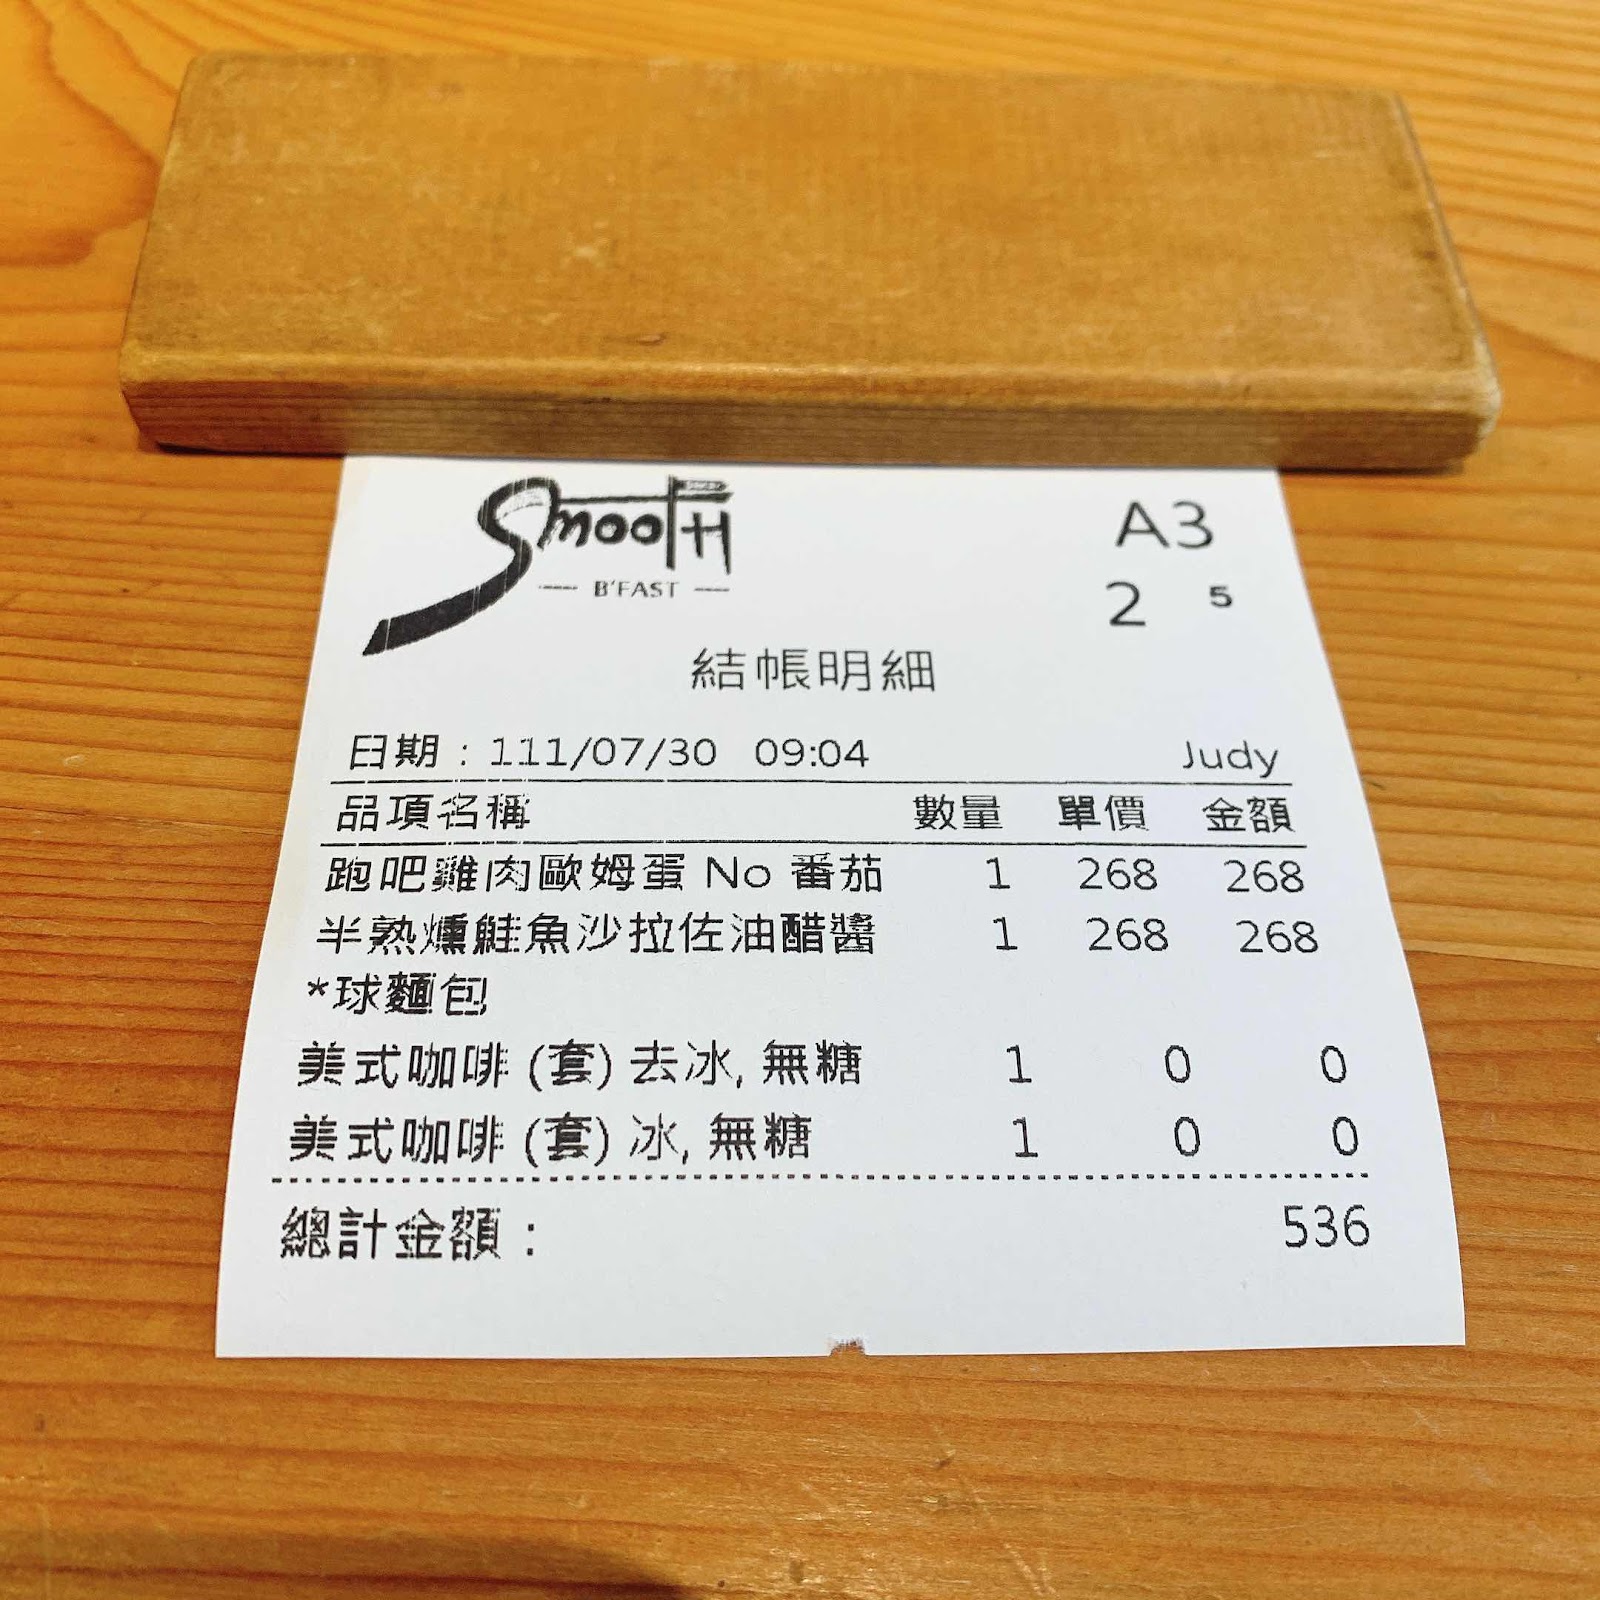 Smooth
A3
B'FAST
2 5
結帳明細
日期：111/07/30 09:04 Judy
品項名稱 數量 單價 金額
跑吧雞肉歐姆蛋 No 番茄 1 268 268
半熟燻鮭魚沙拉佐油醋醬 1 268 268
*球麵包
美式咖啡 (套) 去冰, 無糖 1 0 0
美式咖啡 (套) 冰, 無糖 1 0 0
總計金額： 536